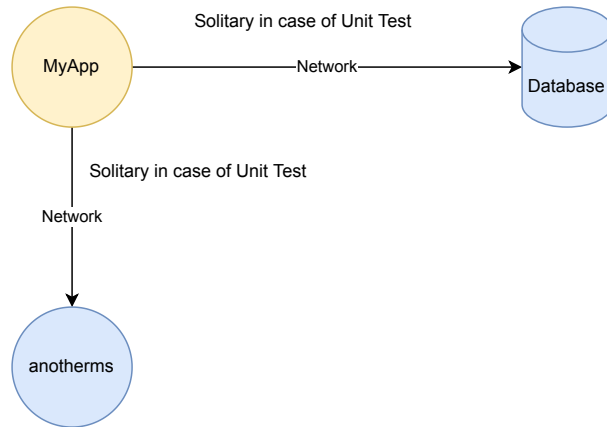 Solitary in case of Unit Test
MyApp
Network
Database
Solitary in case of Unit Test
Network
anotherms